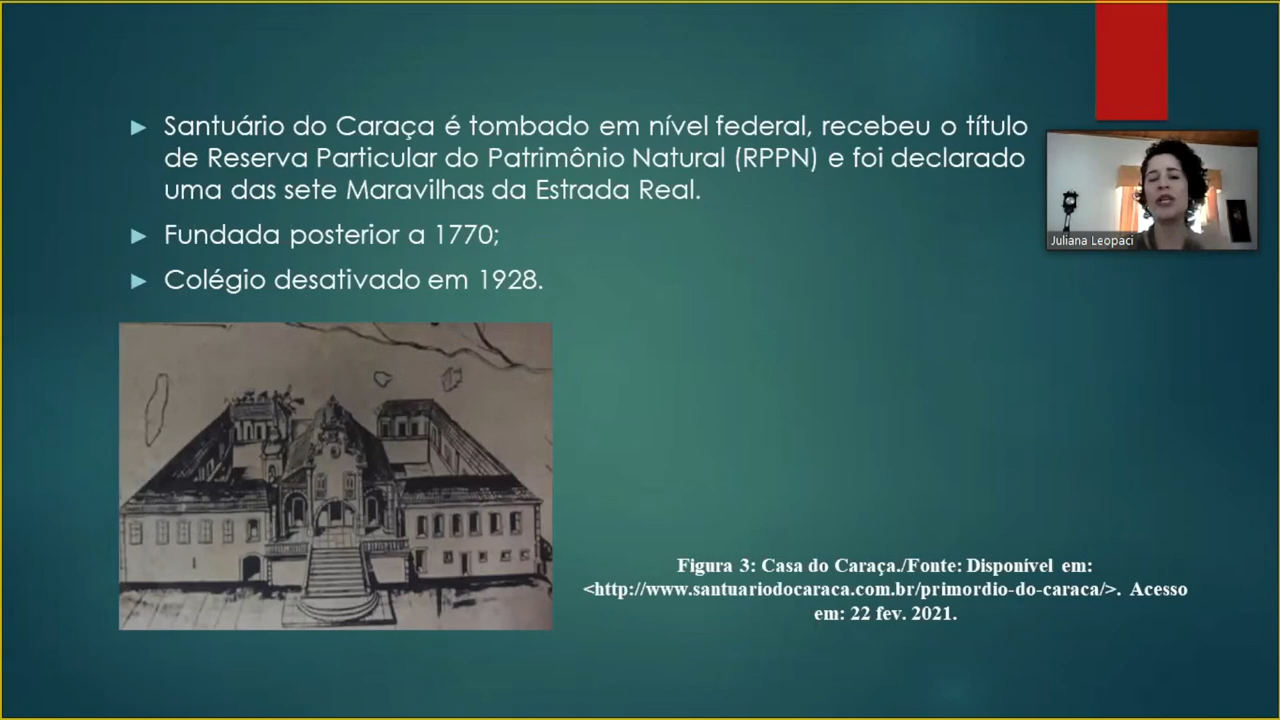 Santuário do Caraça é tombado em nível federal, recebeu o título
de Reserva Particular do Patrimônio Natural (RPPN) e foi declarado
uma das sete Maravilhas da Estrada Real.
Fundada posterior a 1770;
Colégio desativado em 1928.
Juliana Leopaci
Figura 3: Casa do Caraça./Fonte: Disponível em:
<http://www.santuariodocaraca.com.br/primordio-do-caraca/>. Acesso
em: 22 fev. 2021.